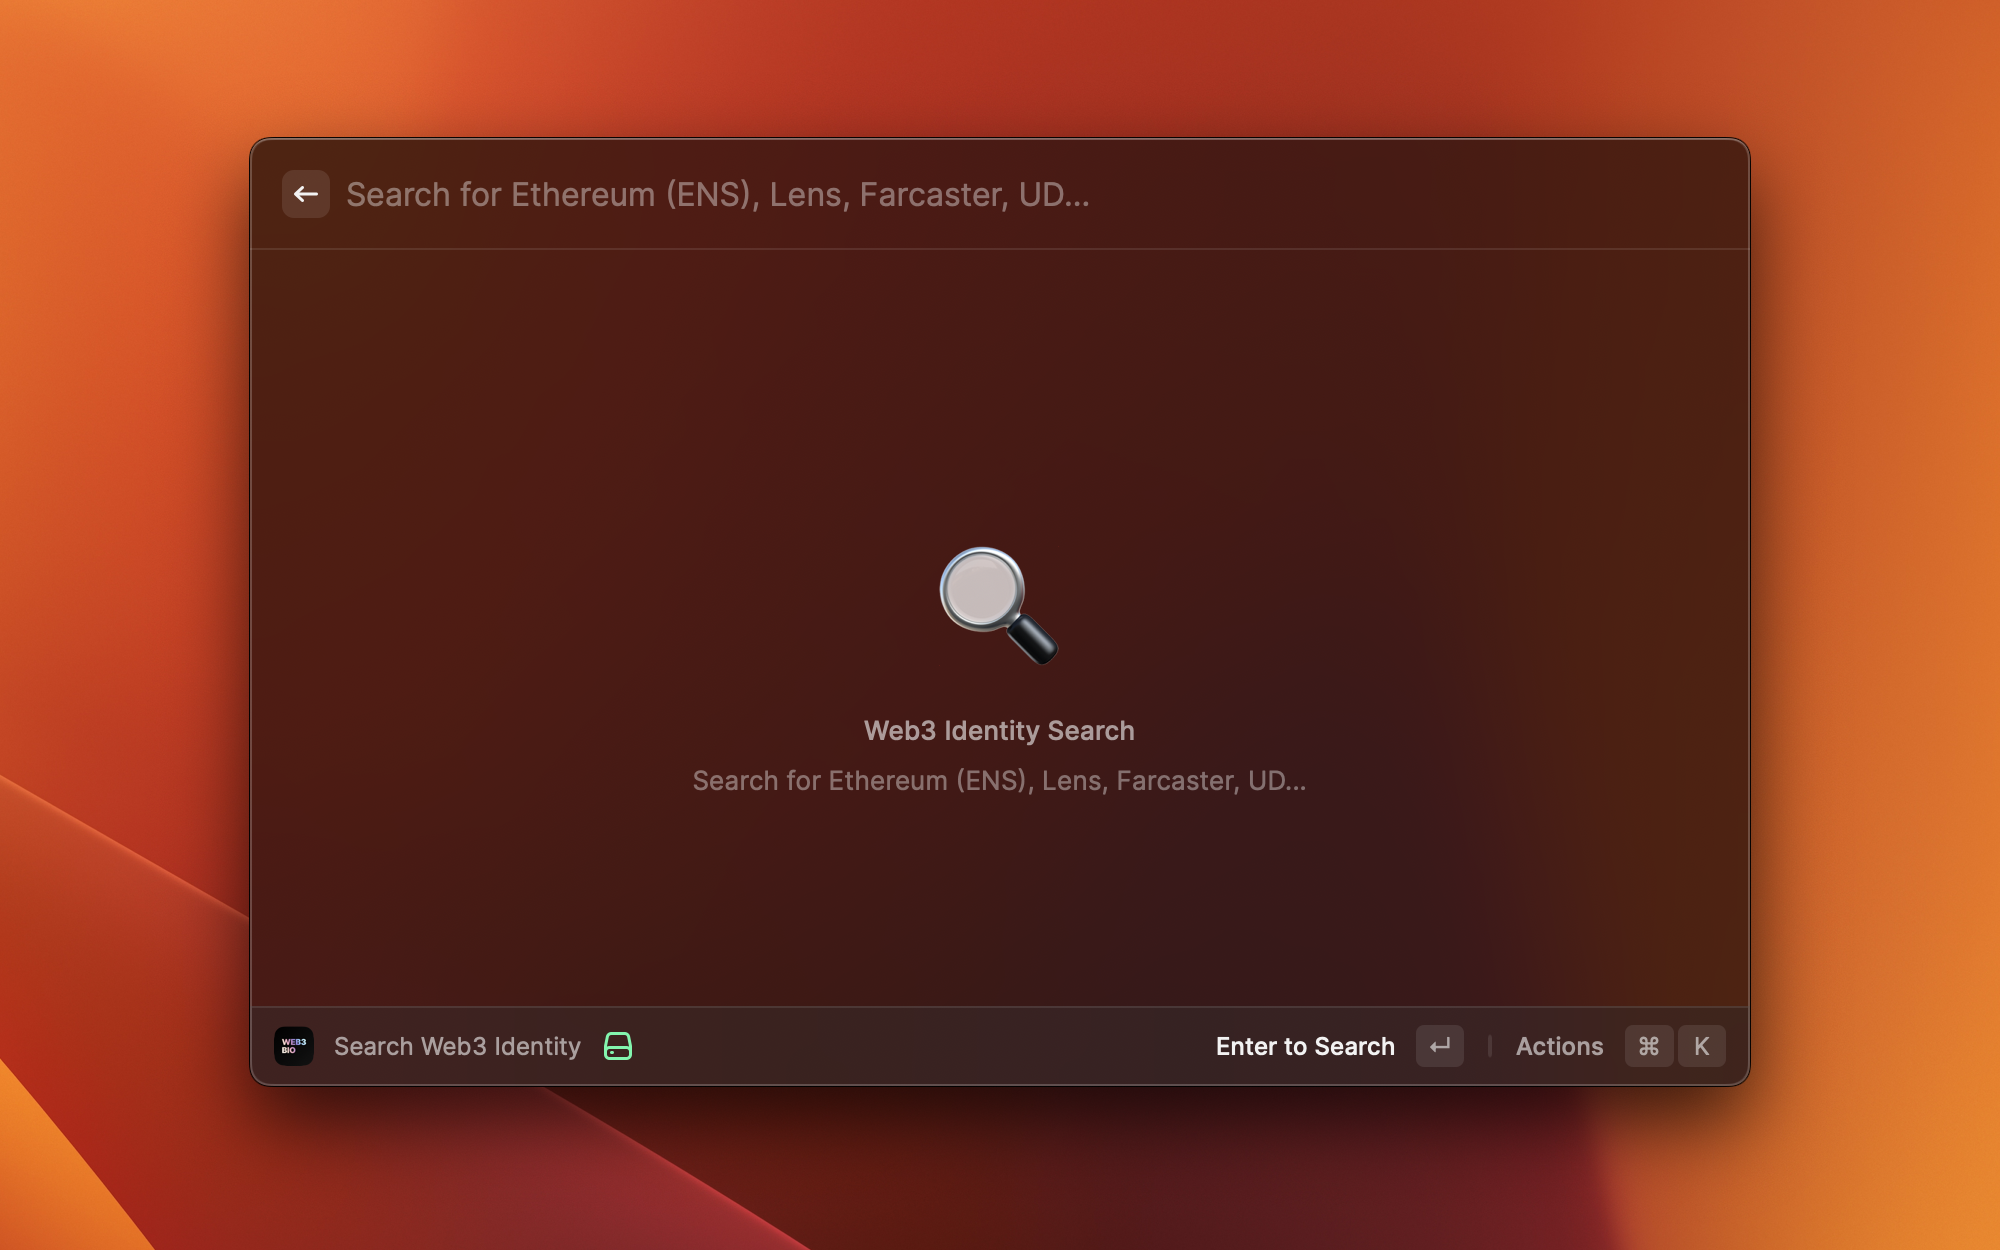 Search for Ethereum (ENS), Lens, Farcaster, UD...
Web3 Identity Search
Search for Ethereum (ENS), Lens, Farcaster, UD...
WEB3
BIO
Search Web3 Identity
Enter to Search
Actions ⌘ K